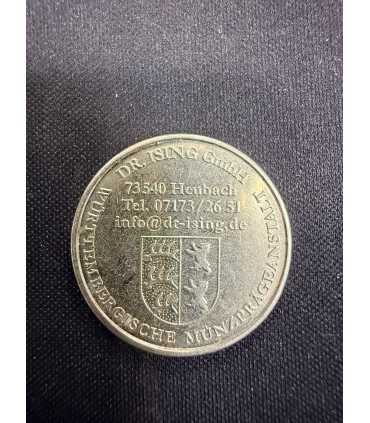 DR. ISING GmbH
73540 Heubach
Tel. 07173/26 51
info@dr-ising.de
WÜRTTEMBERGISCHE MÜNZPRÄGEANSTALT